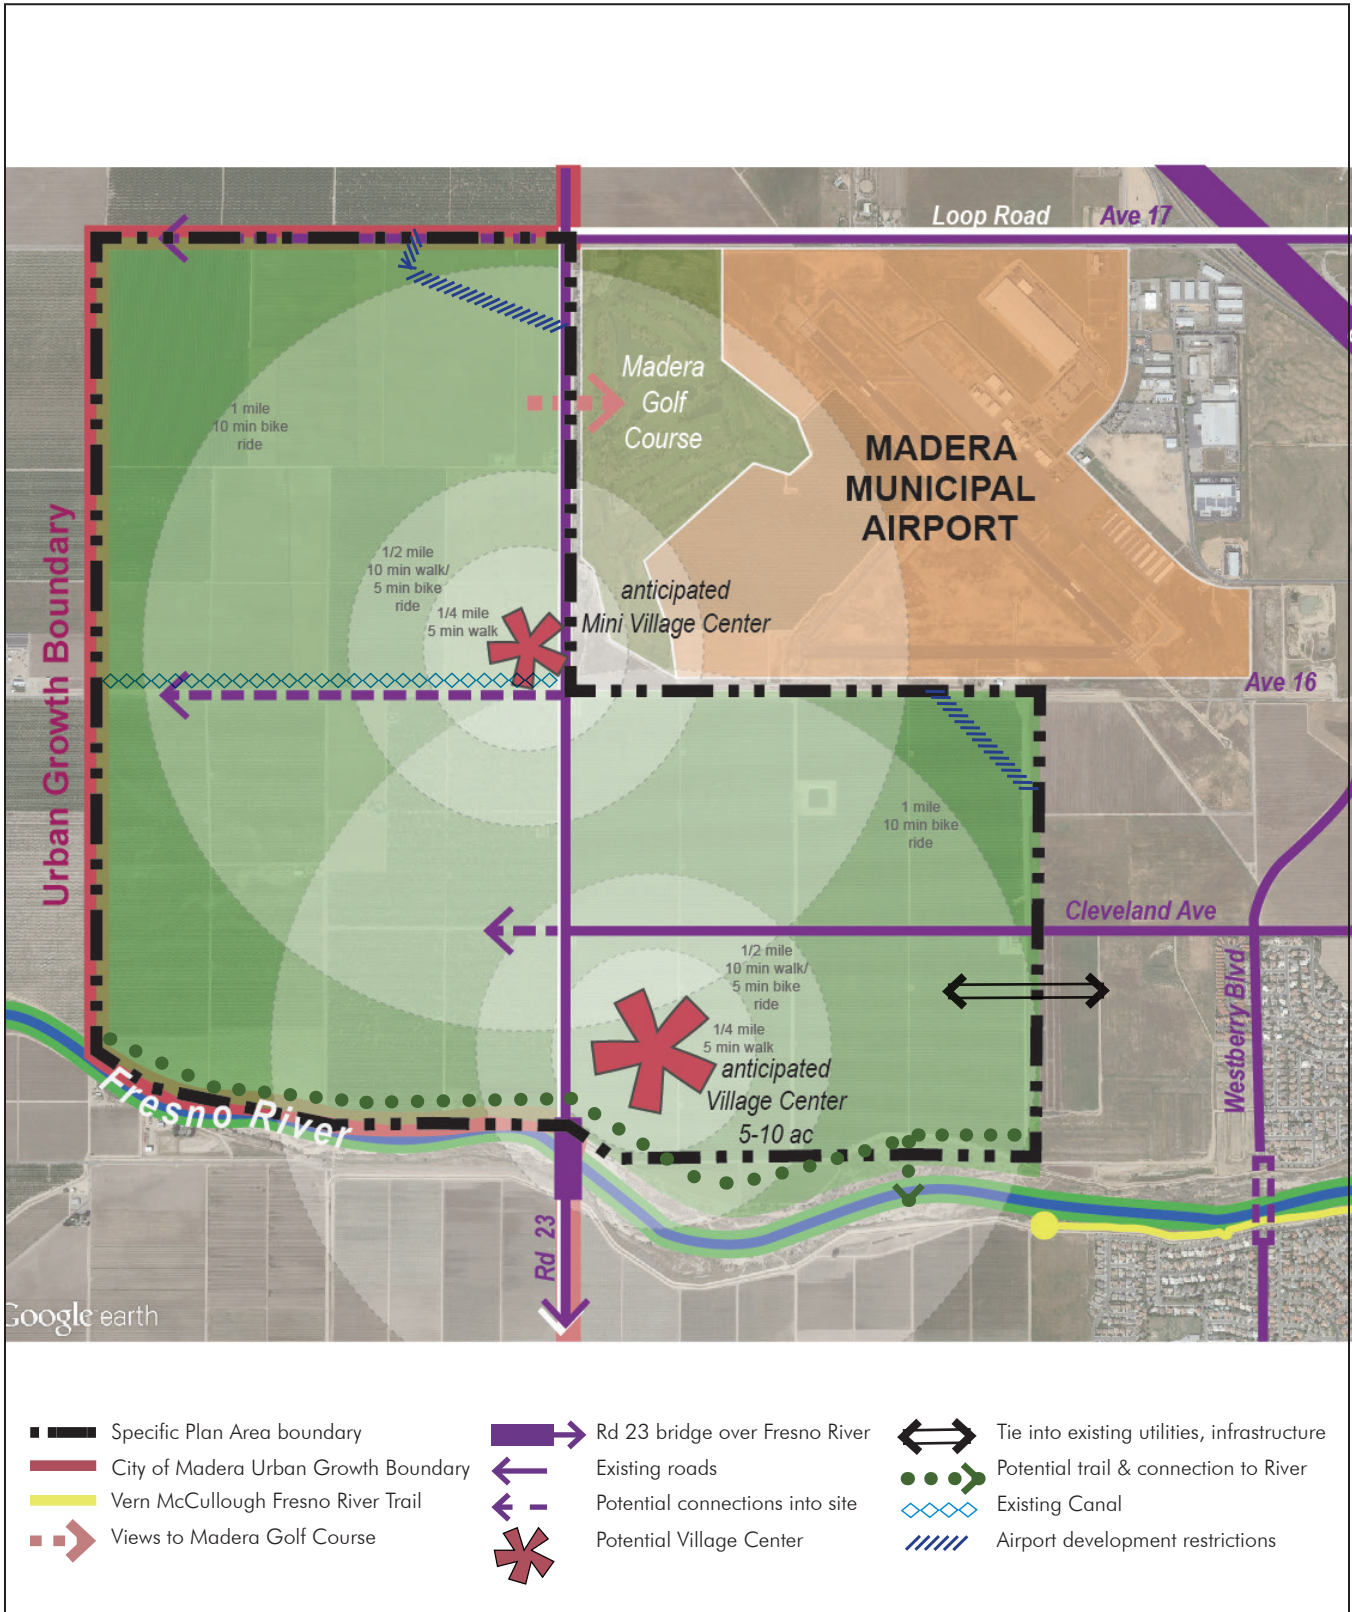 Loop Road
Ave 17
Madera
Golf
Course
MADERA
MUNICIPAL
AIRPORT
1 mile
10 min bike
ride
Urban Growth Boundary
1/2 mile
10 min walk/
5 min bike
ride
1/4 mile
5 min walk
anticipated
Mini Village Center
Ave 16
1 mile
10 min bike
ride
Cleveland Ave
1/2 mile
10 min walk/
5 min bike
ride
Westberry Blvd
1/4 mile
5 min walk
anticipated
Village Center
5-10 ac
Fresno River
Rd 23
Google earth
Specific Plan Area boundary
City of Madera Urban Growth Boundary
Vern McCullough Fresno River Trail
Views to Madera Golf Course
Rd 23 bridge over Fresno River
Existing roads
Potential connections into site
Potential Village Center
Tie into existing utilities, infrastructure
Potential trail & connection to River
Existing Canal
Airport development restrictions